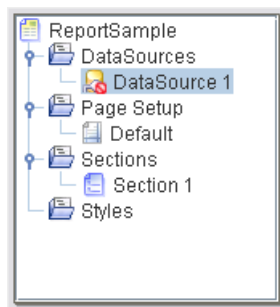 ReportSample
DataSources
DataSource 1
Page Setup
Default
Sections
Section 1
Styles